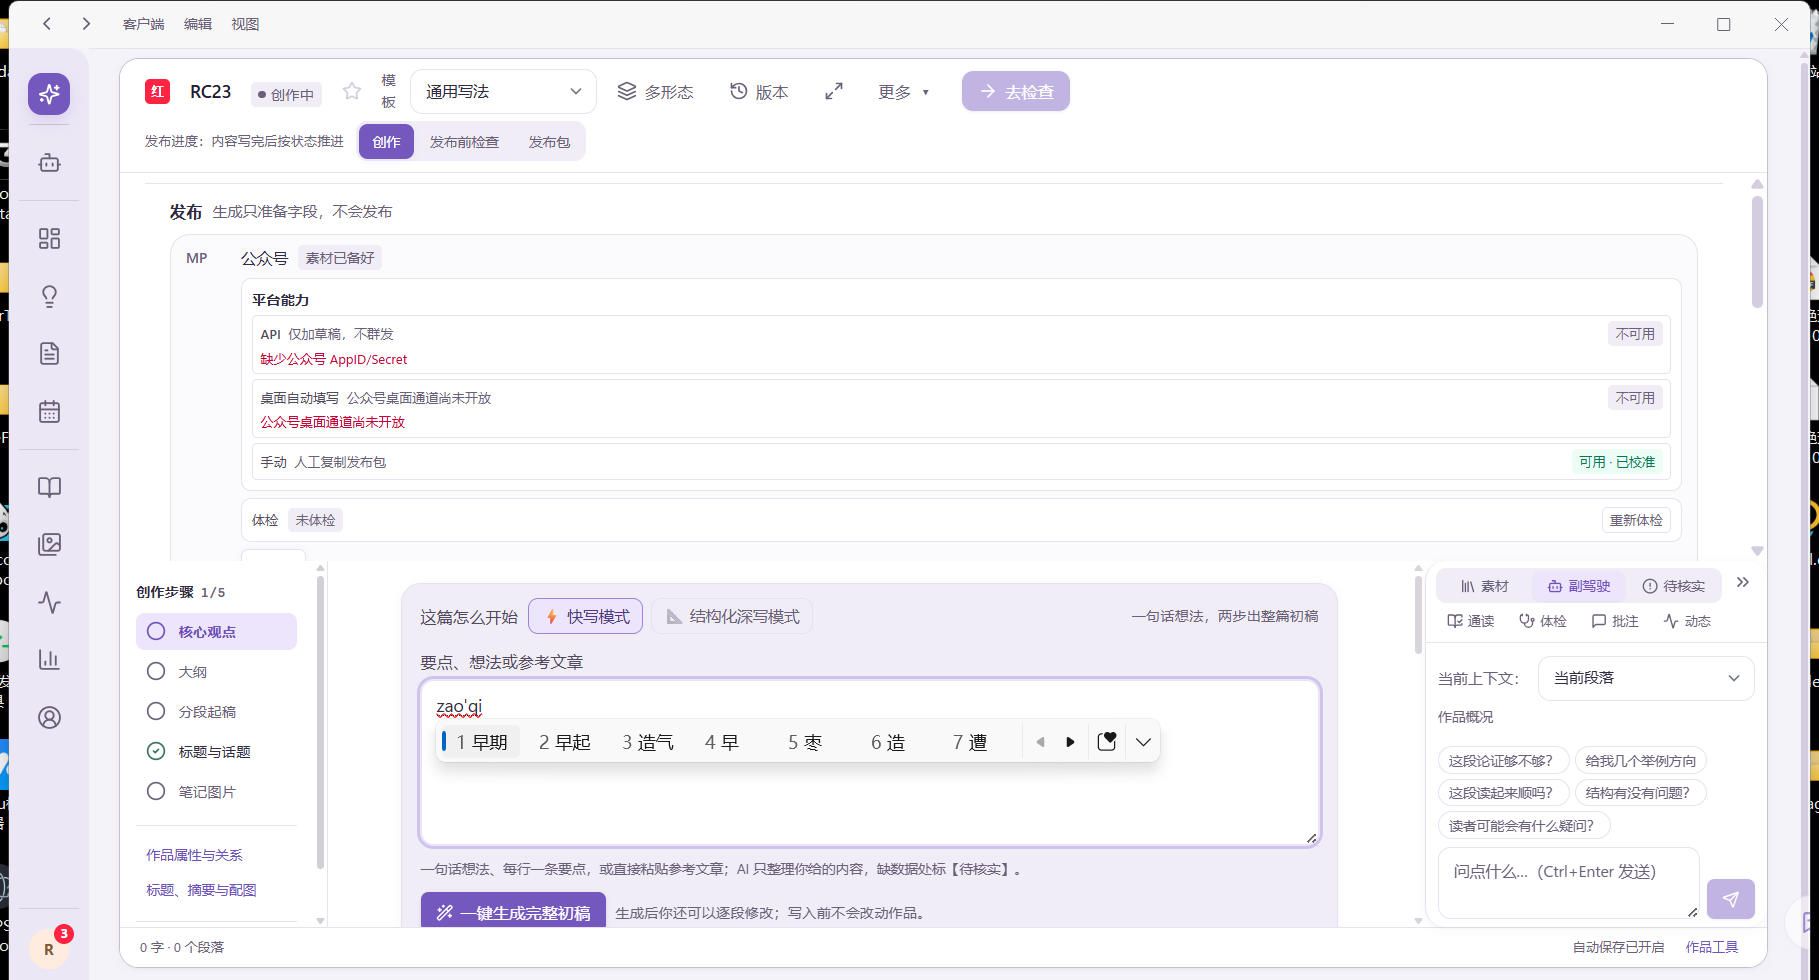 客户端 编辑 视图
红 RC23 创作中 模板 通用写法 多形态 版本 更多 去检查
发布进度：内容写完后按状态推进 创作 发布前检查 发布包
发布 生成只准备字段，不会发布
MP 公众号 素材已备好
平台能力
API 仅加草稿，不群发 不可用
缺少公众号 AppID/Secret
桌面自动填写 公众号桌面通道尚未开放 不可用
公众号桌面通道尚未开放
手动 人工复制发布包 可用 · 已校准
体检 未体检 重新体检
创作步骤 1/5
核心观点
大纲
分段起稿
标题与话题
笔记图片
作品属性与关系
标题、摘要与配图
这篇怎么开始 快写模式 结构化深写模式 一句话想法，两步出整篇初稿
要点、想法或参考文章
zao'qi
1 早期 2 早起 3 造气 4 早 5 枣 6 造 7 遭
一句话想法、每行一条要点，或直接粘贴参考文章；AI 只整理你给的内容，缺数据处标【待核实】。
一键生成完整初稿 生成后你还可以逐段修改；写入前不会改动作品。
素材 副驾驶 待核实
通读 体检 批注 动态
当前上下文： 当前段落
作品概况
这段论证够不够？ 给我几个举例方向
这段读起来顺吗？ 结构有没有问题？
读者可能会有什么疑问？
问点什么...（Ctrl+Enter 发送）
R 3
0 字 · 0 个段落 自动保存已开启 作品工具